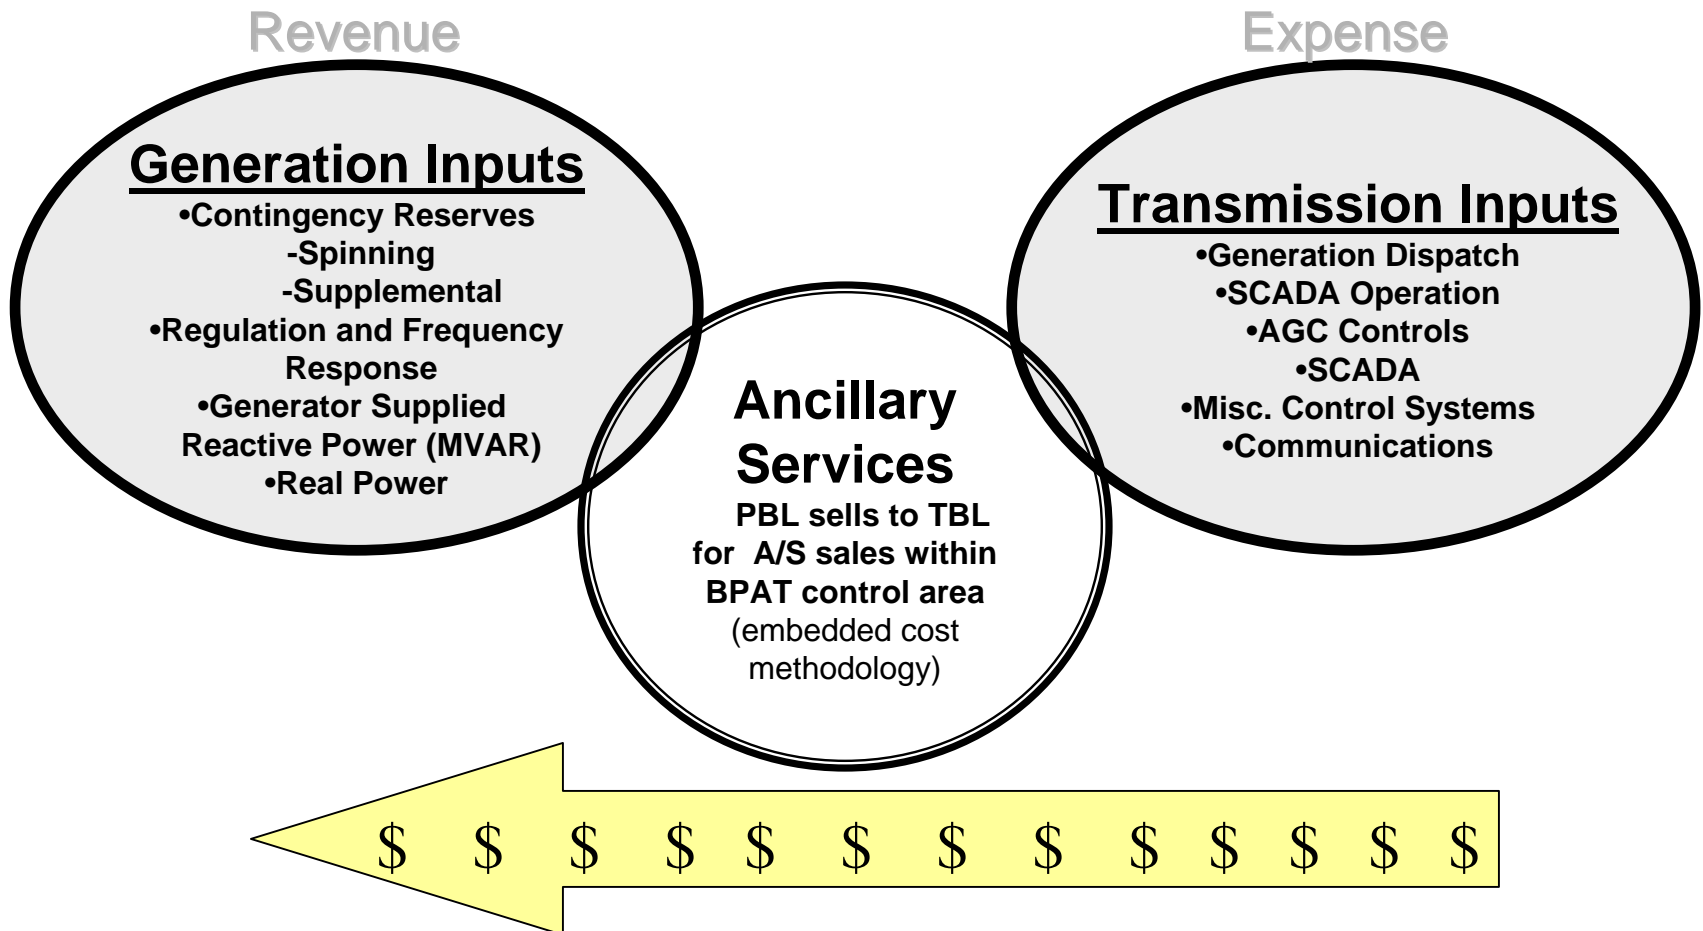 Revenue
Generation Inputs
•Contingency Reserves
-Spinning
-Supplemental
•Regulation and Frequency
Response
•Generator Supplied
Reactive Power (MVAR)
•Real Power
Expense
Transmission Inputs
•Generation Dispatch
•SCADA Operation
•AGC Controls
•SCADA
•Misc. Control Systems
•Communications
Ancillary
Services
PBL sells to TBL
for A/S sales within
BPAT control area
(embedded cost
methodology)
$ $ $ $ $ $ $ $ $ $ $ $ $